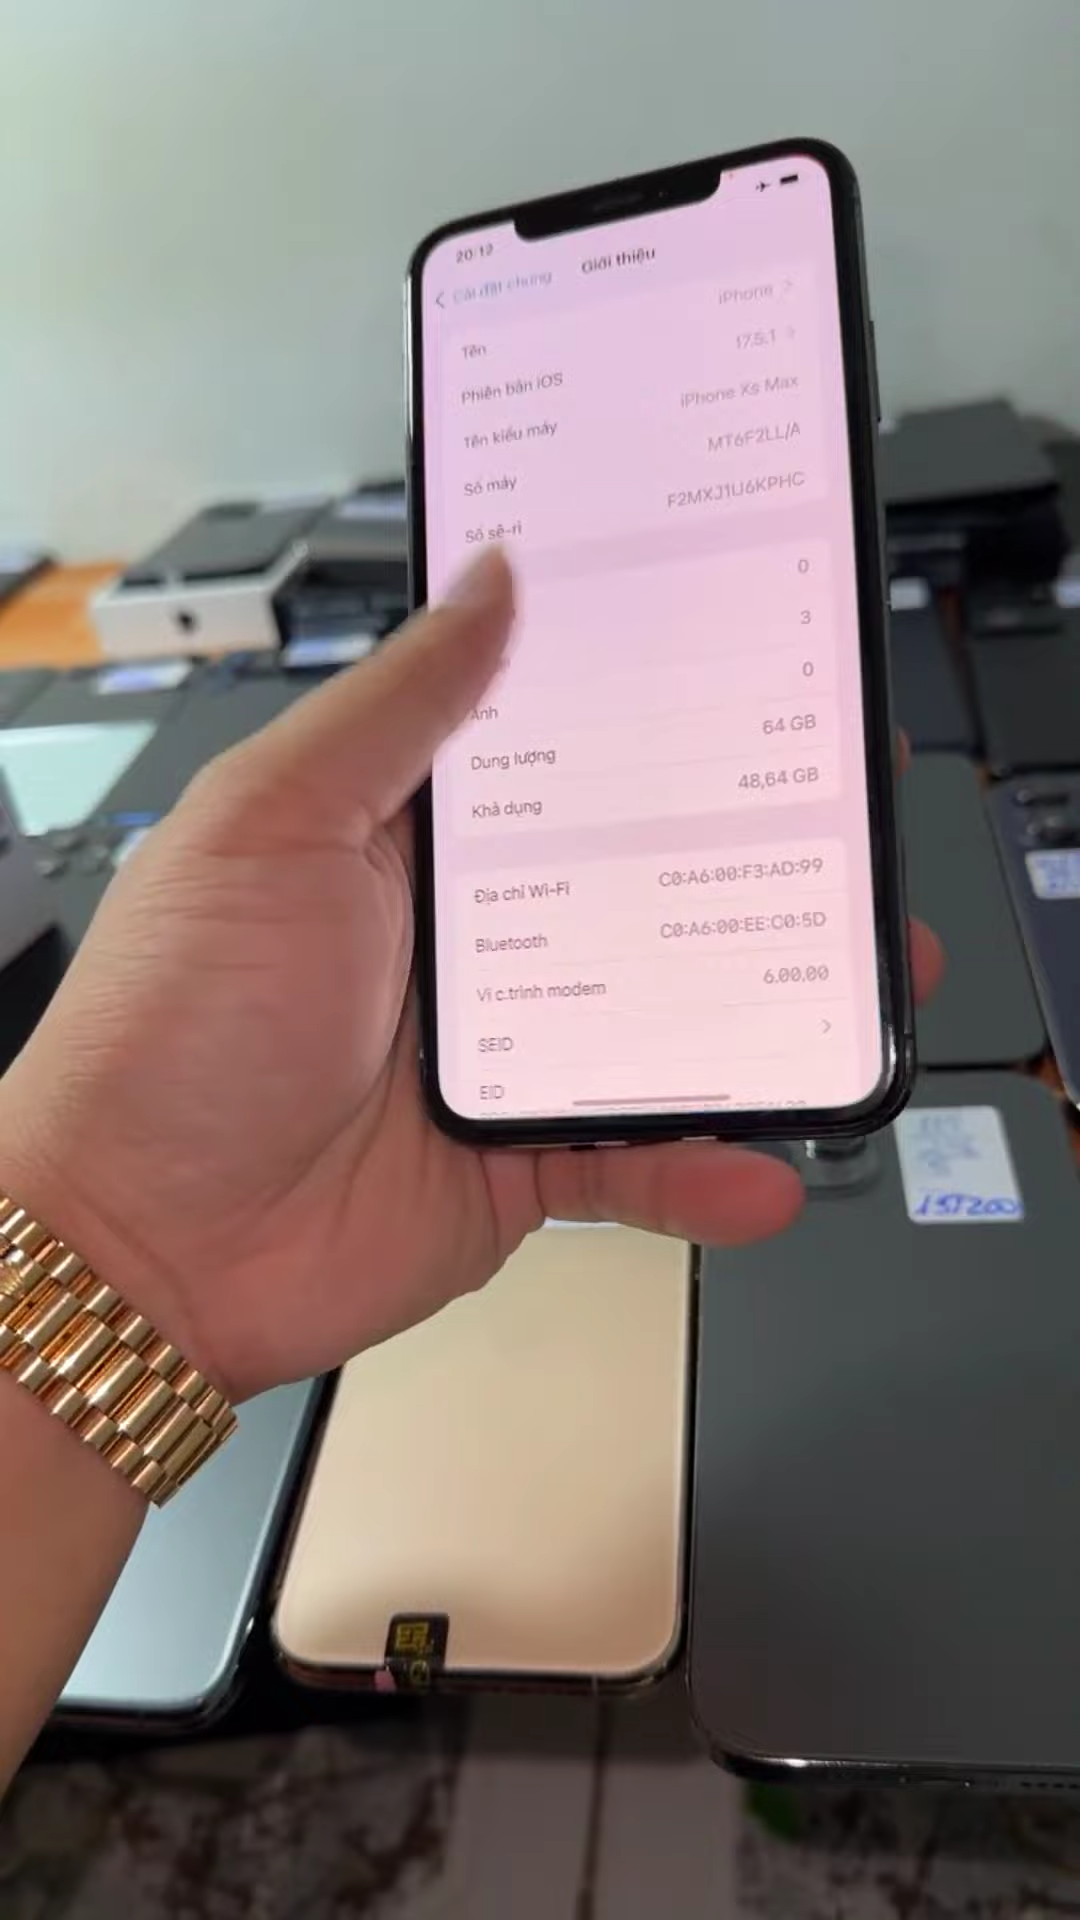 20:12
Cài đặt chung
Giới thiệu
Tên
iPhone
Phiên bản iOS
17.5.1
Tên kiểu máy
iPhone Xs Max
Số máy
MT6F2LL/A
Số sê-ri
F2MXJ1U6KPHC
0
3
Ảnh
0
Dung lượng
64 GB
Khả dụng
48,64 GB
Địa chỉ Wi-Fi
C0:A6:00:F3:AD:99
Bluetooth
C0:A6:00:EE:C0:5D
Vi c.trình modem
6.00.00
SEID
EID